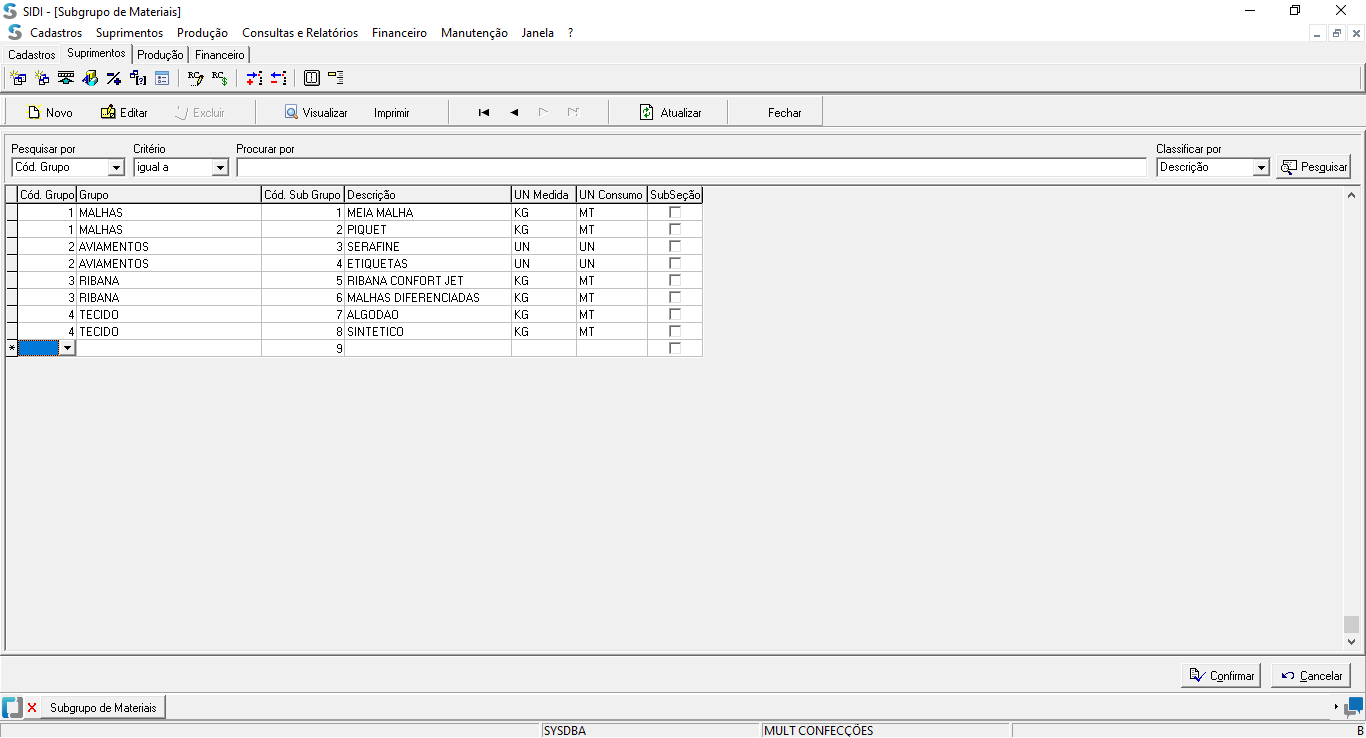 SIDI - [Subgrupo de Materiais]
Cadastros Suprimentos Produção Consultas e Relatórios Financeiro Manutenção Janela ?
Cadastros Suprimentos Produção Financeiro
Novo Editar Excluir Visualizar Imprimir Atualizar Fechar
Pesquisar por Critério Procurar por Classificar por
Cód. Grupo igual a Descrição Pesquisar
Cód. Grupo Grupo Cód. Sub Grupo Descrição UN Medida UN Consumo SubSeção
1 MALHAS 1 MEIA MALHA KG MT
1 MALHAS 2 PIQUET KG MT
2 AVIAMENTOS 3 SERAFINE UN UN
2 AVIAMENTOS 4 ETIQUETAS UN UN
3 RIBANA 5 RIBANA CONFORT JET KG MT
3 RIBANA 6 MALHAS DIFERENCIADAS KG MT
4 TECIDO 7 ALGODAO KG MT
4 TECIDO 8 SINTETICO KG MT
* 9
Confirmar Cancelar
Subgrupo de Materiais
SYSDBA MULT CONFECÇÕES B